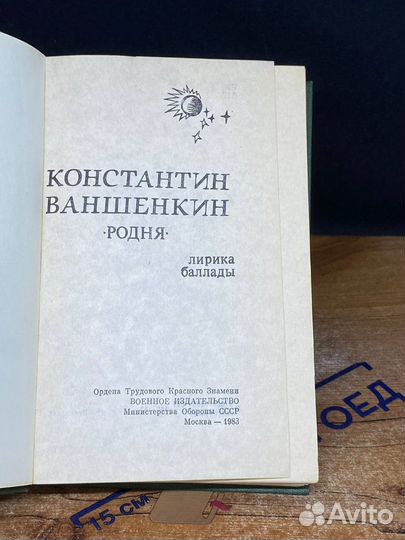 КОНСТАНТИН
ВАНШЕНКИН
·РОДНЯ·
лирика
баллады
Ордена Трудового Красного Знамени
ВОЕННОЕ ИЗДАТЕЛЬСТВО
Министерства Обороны СССР
Москва — 1983
ОЕД
15 СМ
Avito